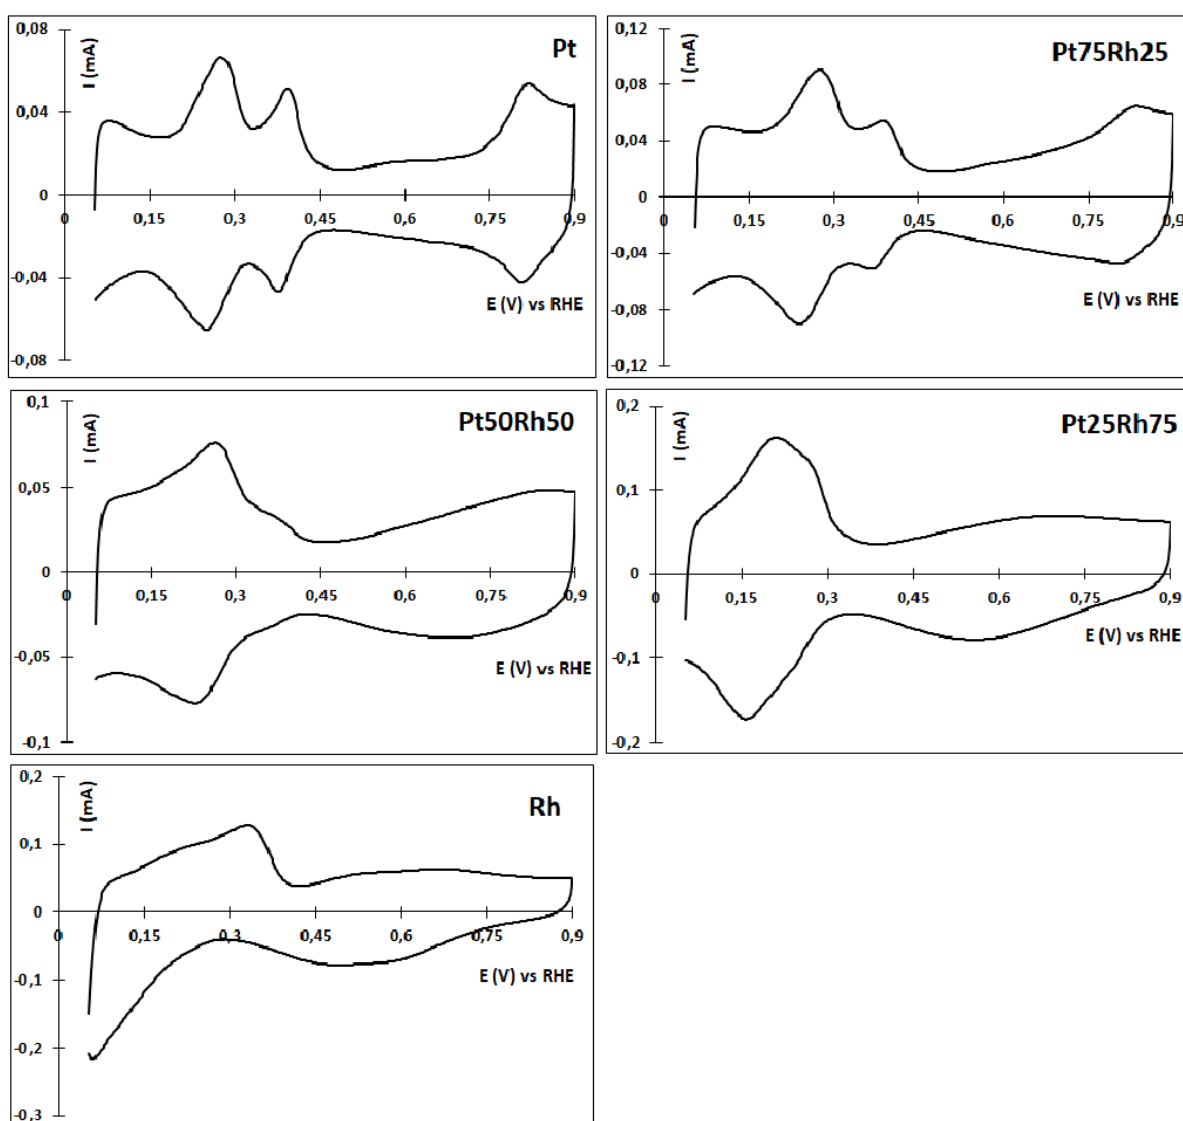 Pt
I (mA)
0,08
0,04
0
-0,04
-0,08
0 0,15 0,3 0,45 0,6 0,75 0,9
E (V) vs RHE
Pt75Rh25
I (mA)
0,12
0,08
0,04
0
-0,04
-0,08
-0,12
0 0,15 0,3 0,45 0,6 0,75 0,9
E (V) vs RHE
Pt50Rh50
I (mA)
0,1
0,05
0
-0,05
-0,1
0 0,15 0,3 0,45 0,6 0,75 0,9
E (V) vs RHE
Pt25Rh75
I (mA)
0,2
0,1
0
-0,1
-0,2
0 0,15 0,3 0,45 0,6 0,75 0,9
E (V) vs RHE
Rh
I (mA)
0,2
0,1
0
-0,1
-0,2
-0,3
0 0,15 0,3 0,45 0,6 0,75 0,9
E (V) vs RHE